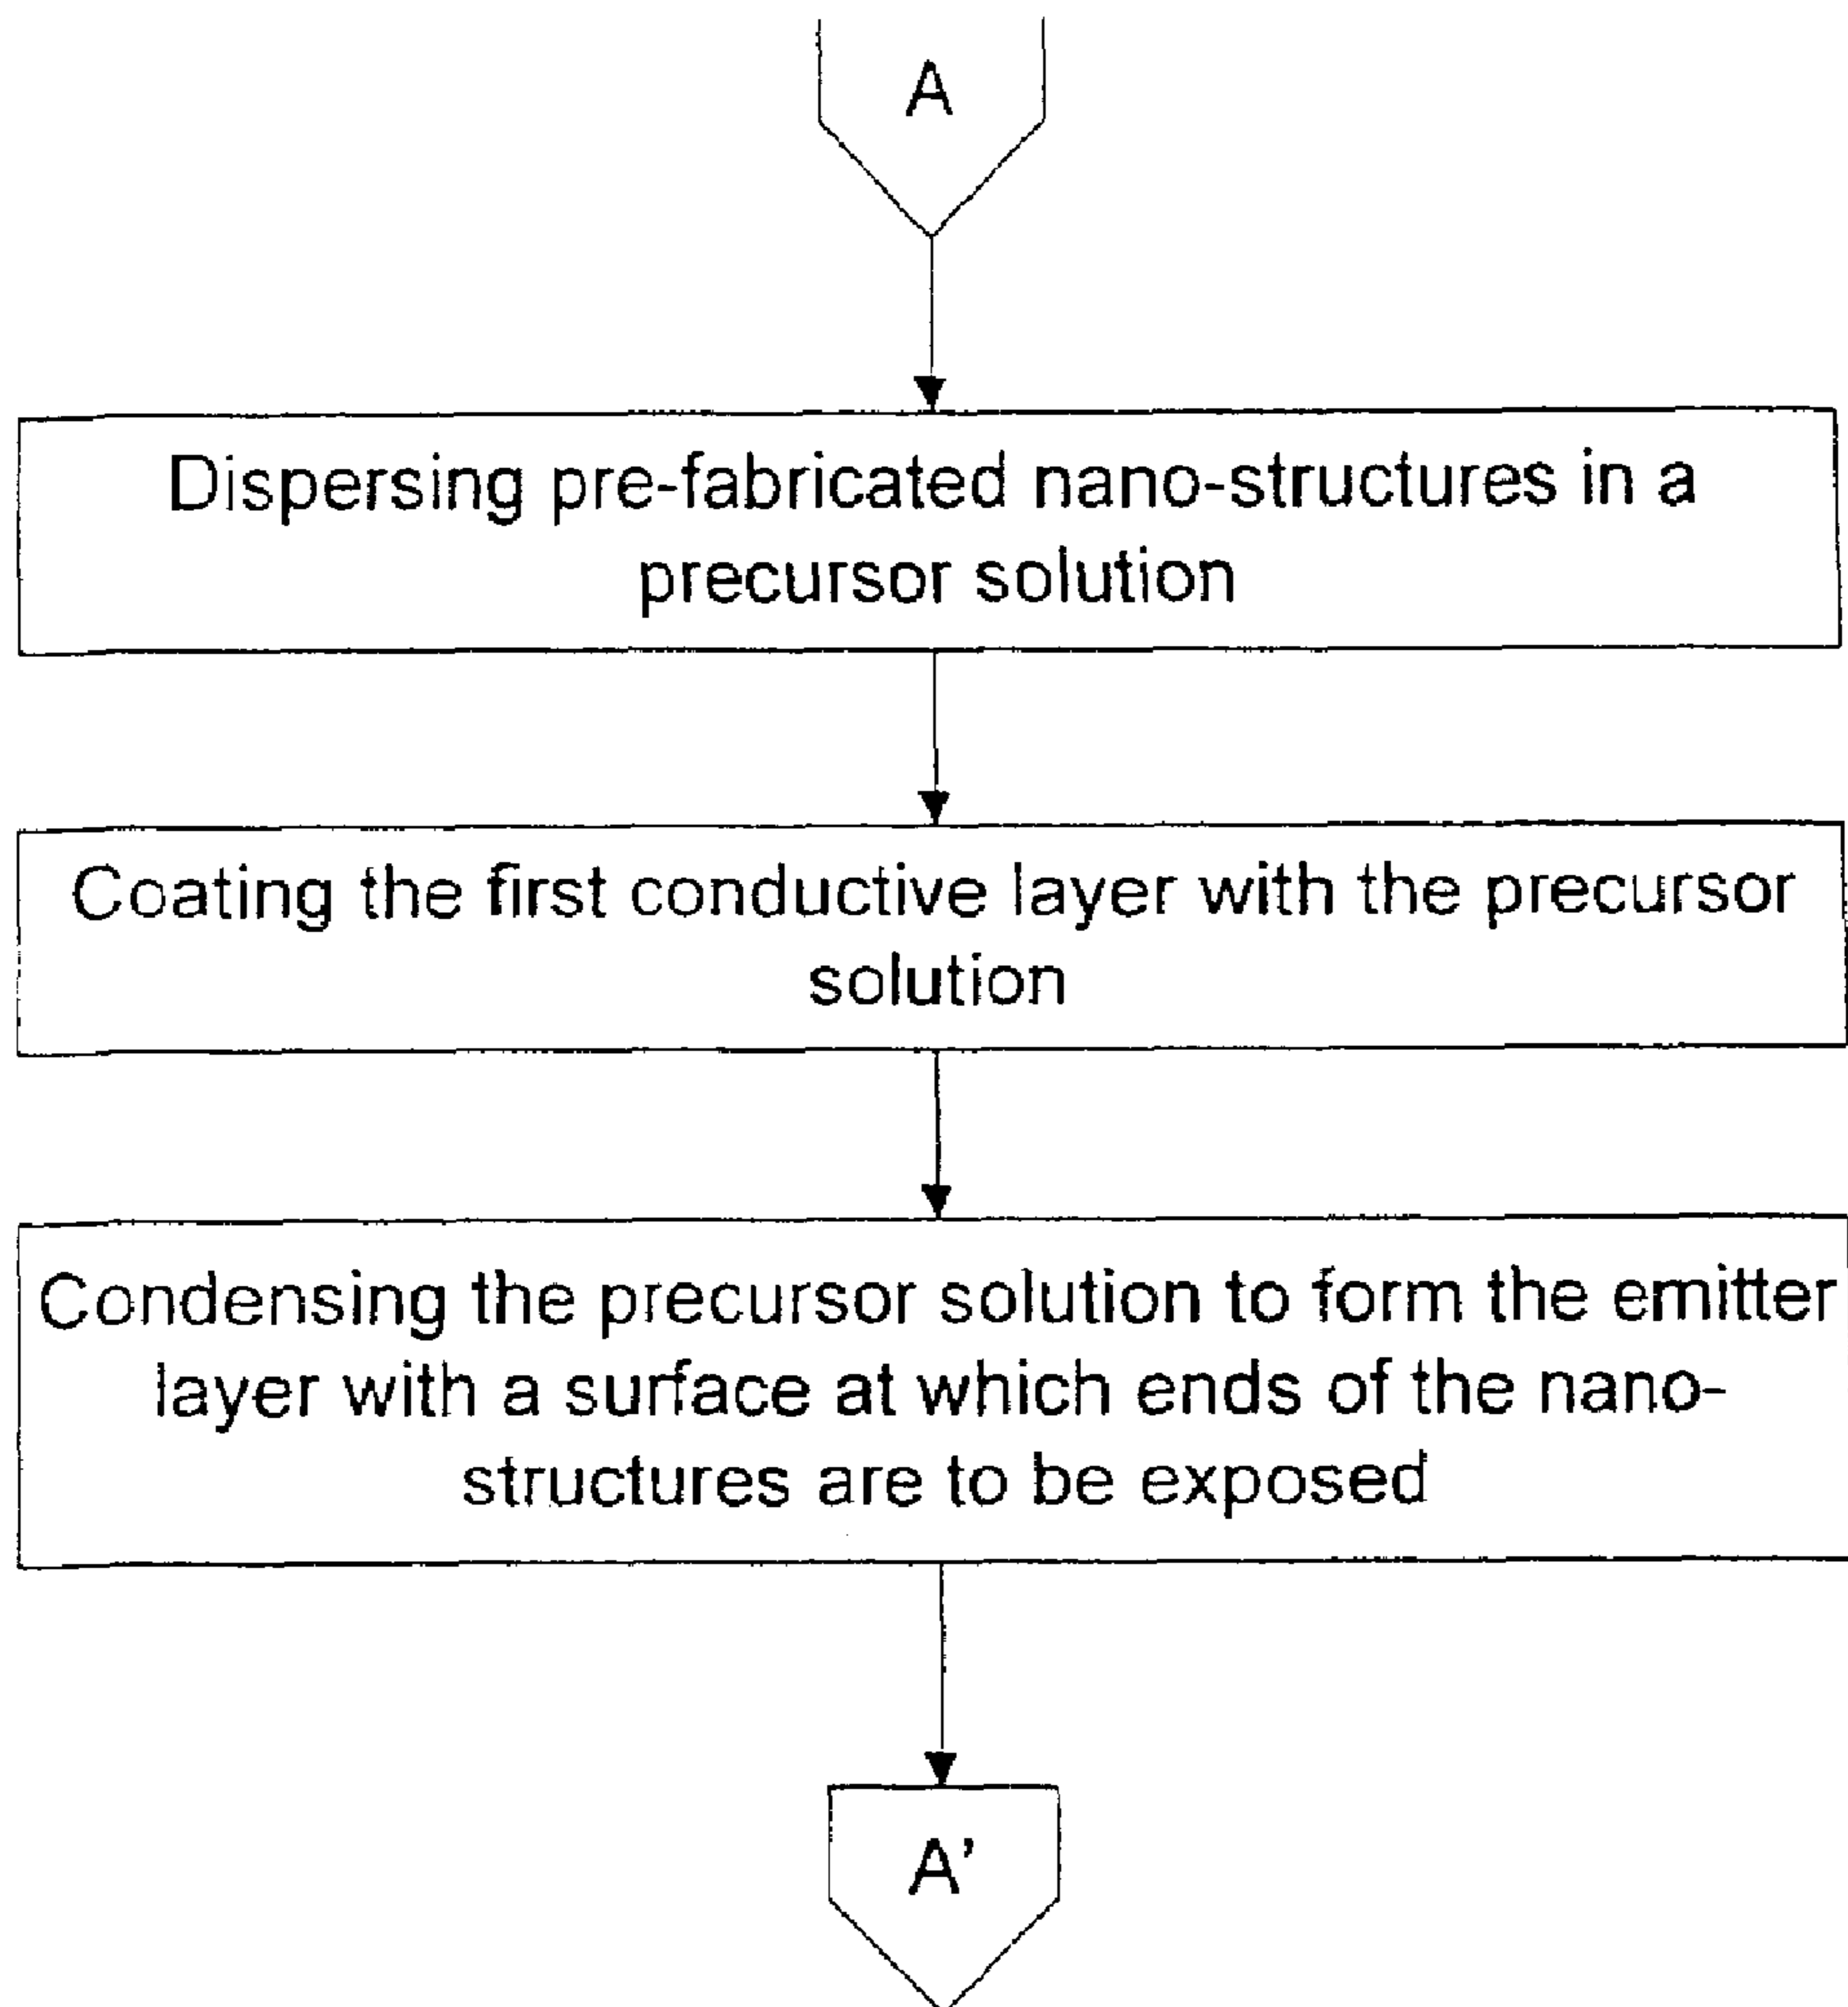 A
Dispersing pre-fabricated nano-structures in a
precursor solution
Coating the first conductive layer with the precursor
solution
Condensing the precursor solution to form the emitter
layer with a surface at which ends of the nano-
structures are to be exposed
A'